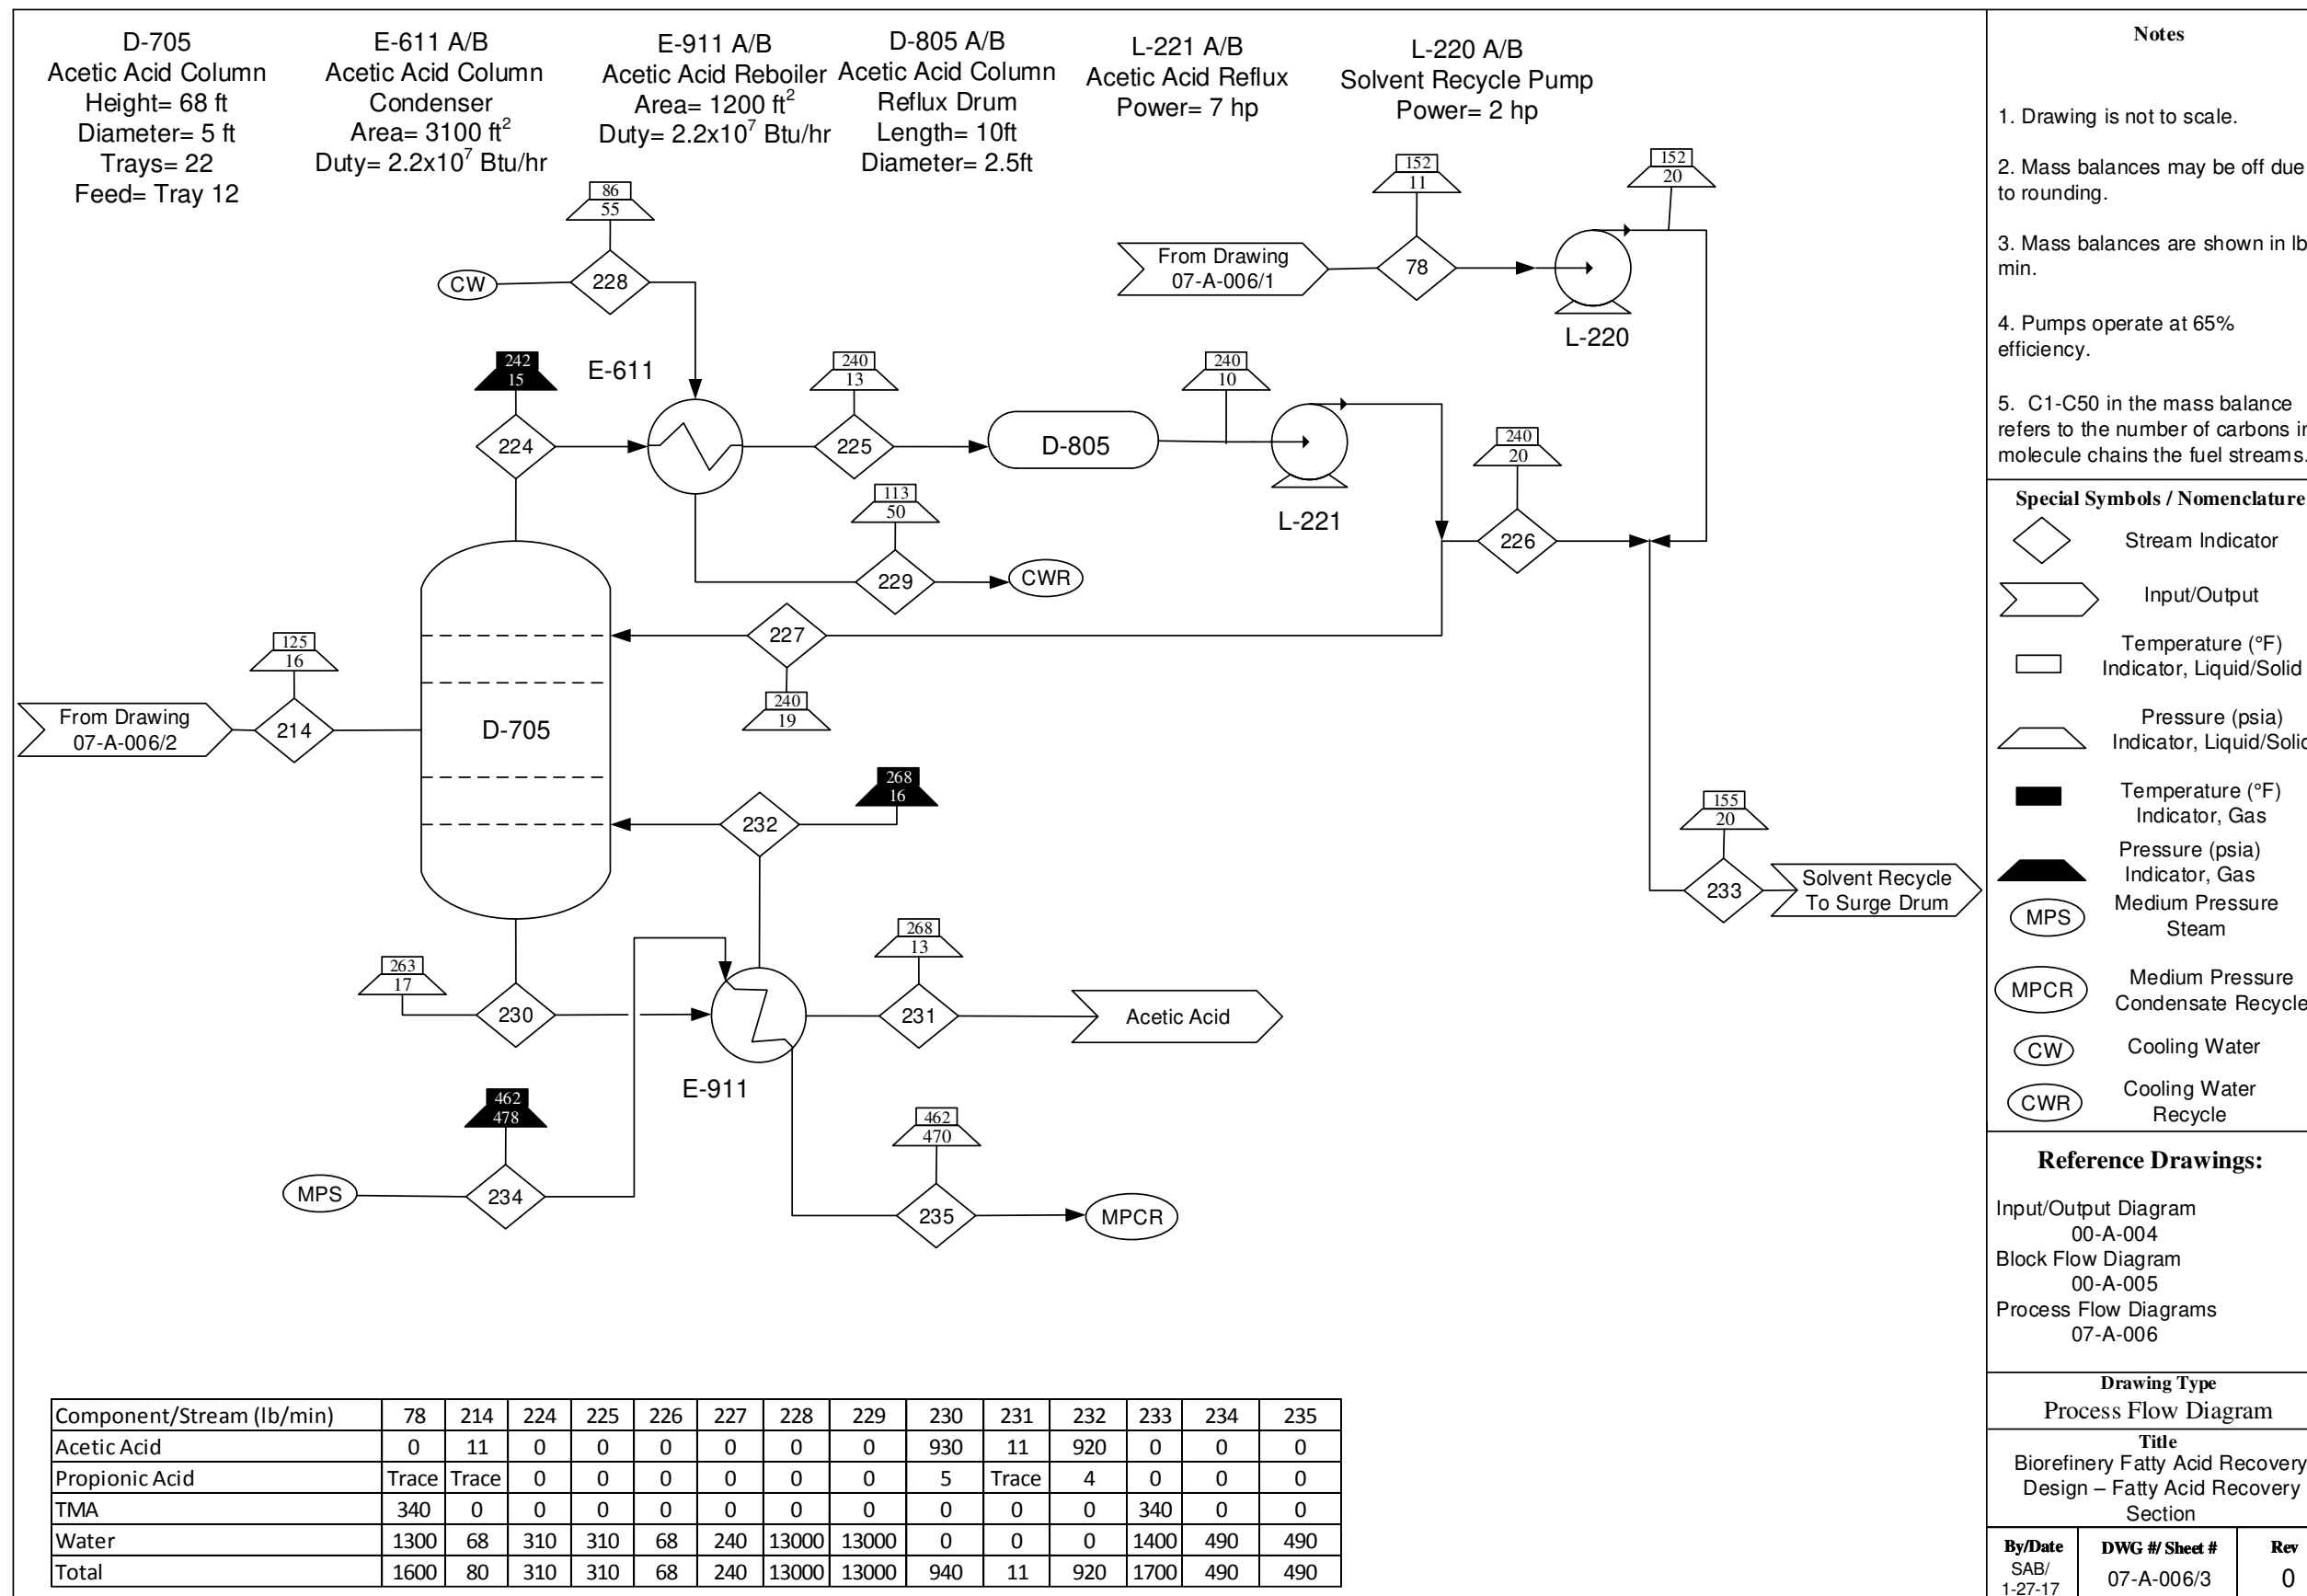 D-705
Acetic Acid Column
Height= 68 ft
Diameter= 5 ft
Trays= 22
Feed= Tray 12
E-611 A/B
Acetic Acid Column
Condenser
Area= 3100 ft²
Duty= 2.2x10⁷ Btu/hr
E-911 A/B
Acetic Acid Reboiler
Area= 1200 ft²
Duty= 2.2x10⁷ Btu/hr
D-805 A/B
Acetic Acid Column
Reflux Drum
Length= 10ft
Diameter= 2.5ft
L-221 A/B
Acetic Acid Reflux
Power= 7 hp
L-220 A/B
Solvent Recycle Pump
Power= 2 hp
86
55
CW
228
152
11
152
20
From Drawing
07-A-006/1
78
L-220
242
15
E-611
240
13
240
10
224
225
D-805
L-221
240
20
226
113
50
229
CWR
227
240
19
125
16
From Drawing
07-A-006/2
214
D-705
268
16
232
155
20
233
Solvent Recycle
To Surge Drum
263
17
230
268
13
231
Acetic Acid
E-911
462
478
MPS
234
462
470
235
MPCR
Component/Stream (lb/min) 78 214 224 225 226 227 228 229 230 231 232 233 234 235
Acetic Acid 0 11 0 0 0 0 0 0 930 11 920 0 0 0
Propionic Acid Trace Trace 0 0 0 0 0 0 5 Trace 4 0 0 0
TMA 340 0 0 0 0 0 0 0 0 0 0 340 0 0
Water 1300 68 310 310 68 240 13000 13000 0 0 0 1400 490 490
Total 1600 80 310 310 68 240 13000 13000 940 11 920 1700 490 490
Notes
1. Drawing is not to scale.
2. Mass balances may be off due
to rounding.
3. Mass balances are shown in lb
min.
4. Pumps operate at 65%
efficiency.
5. C1-C50 in the mass balance
refers to the number of carbons in
molecule chains the fuel streams.
Special Symbols / Nomenclature
Stream Indicator
Input/Output
Temperature (°F)
Indicator, Liquid/Solid
Pressure (psia)
Indicator, Liquid/Solid
Temperature (°F)
Indicator, Gas
Pressure (psia)
Indicator, Gas
MPS
Medium Pressure
Steam
MPCR
Medium Pressure
Condensate Recycle
CW
Cooling Water
CWR
Cooling Water
Recycle
Reference Drawings:
Input/Output Diagram
00-A-004
Block Flow Diagram
00-A-005
Process Flow Diagrams
07-A-006
Drawing Type
Process Flow Diagram
Title
Biorefinery Fatty Acid Recovery
Design – Fatty Acid Recovery
Section
By/Date
SAB/
1-27-17
DWG #/ Sheet #
07-A-006/3
Rev
0